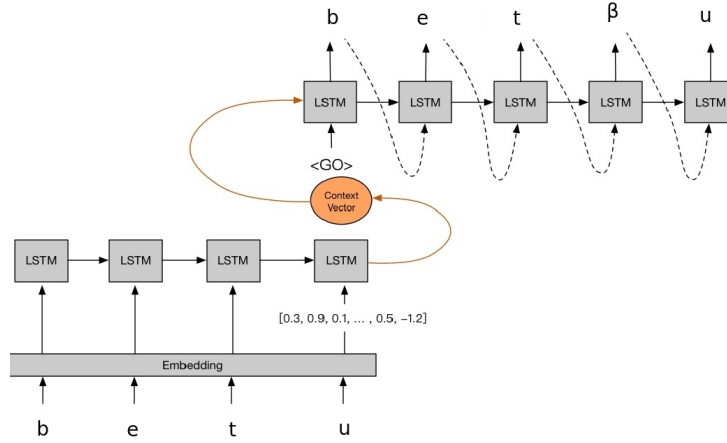 b e t β u
LSTM LSTM LSTM LSTM LSTM
<GO>
Context
Vector
LSTM LSTM LSTM LSTM
[0.3, 0.9, 0.1, ... , 0.5, −1.2]
Embedding
b e t u